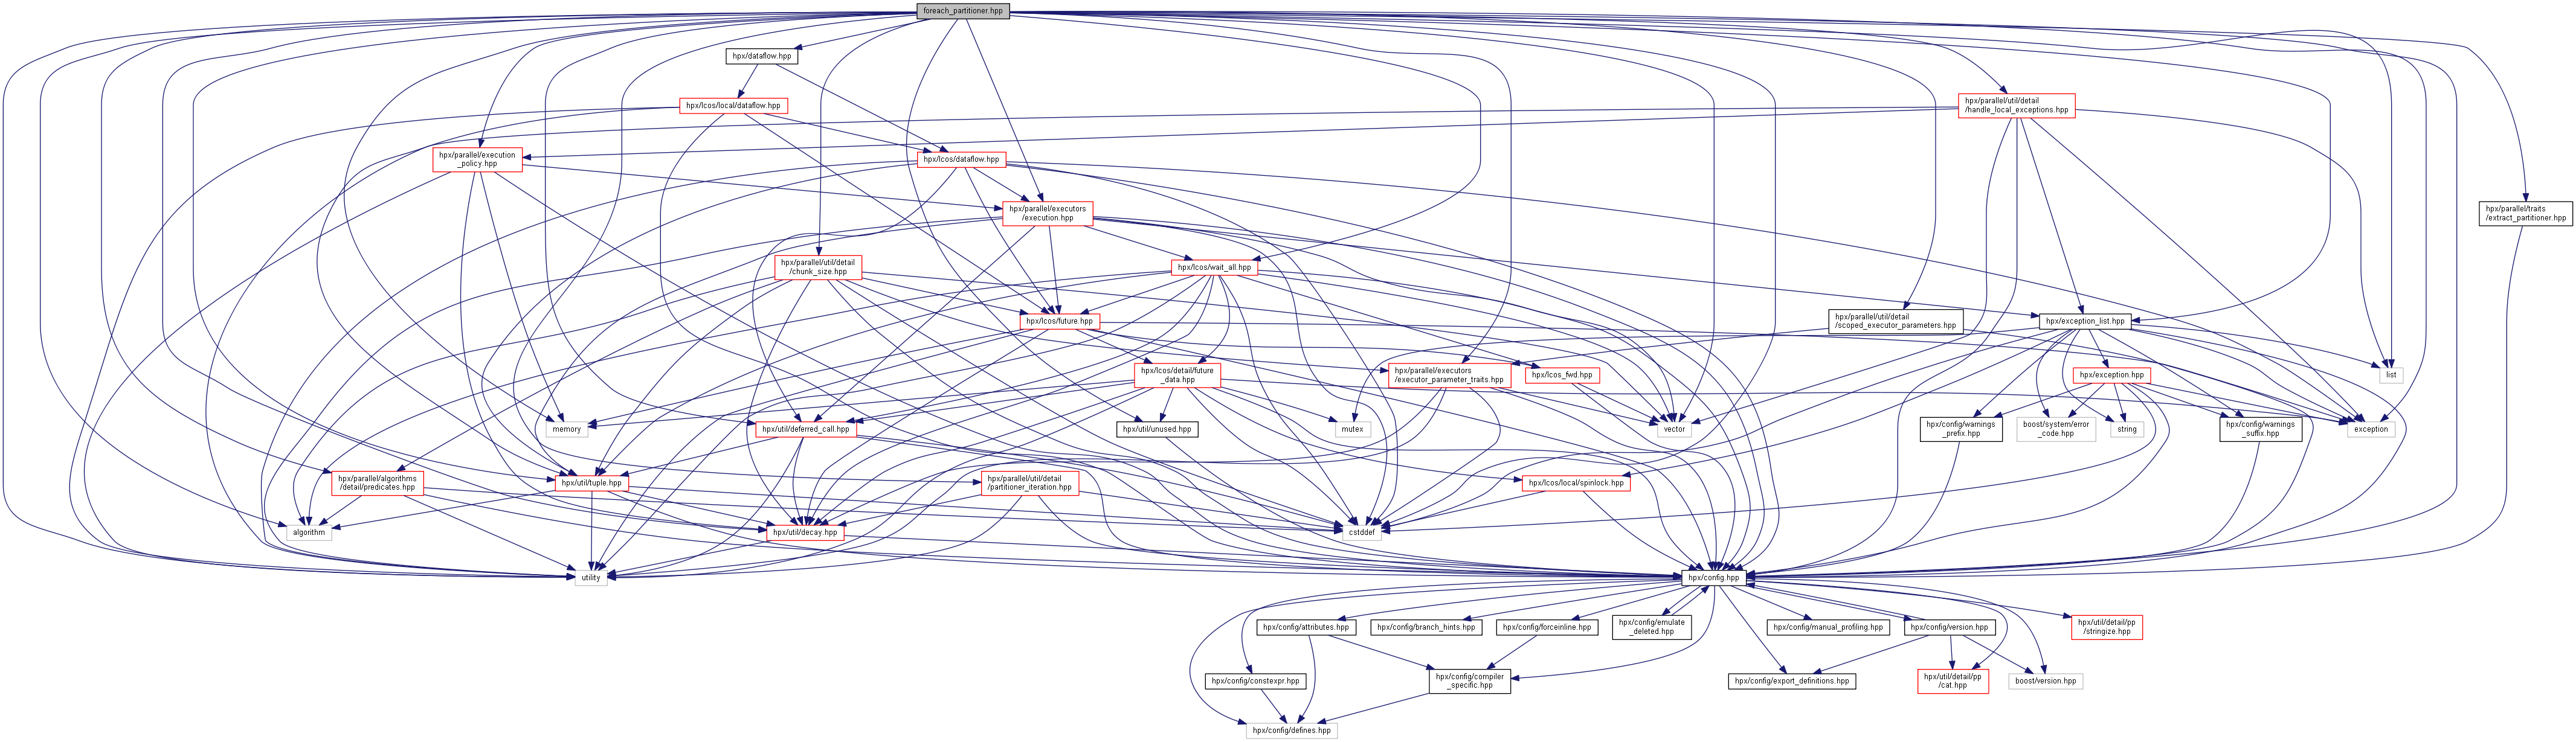 foreach_partitioner.hpp
hpx/dataflow.hpp
hpx/lcos/local/dataflow.hpp
hpx/parallel/util/detail
/handle_local_exceptions.hpp
hpx/parallel/execution
_policy.hpp
hpx/lcos/dataflow.hpp
hpx/parallel/executors
/execution.hpp
hpx/parallel/traits
/extract_partitioner.hpp
hpx/parallel/util/detail
/chunk_size.hpp
hpx/lcos/wait_all.hpp
hpx/lcos/future.hpp
hpx/parallel/util/detail
/scoped_executor_parameters.hpp
hpx/exception_list.hpp
hpx/lcos/detail/future
_data.hpp
hpx/parallel/executors
/executor_parameter_traits.hpp
hpx/lcos_fwd.hpp
hpx/exception.hpp
list
memory
hpx/util/deferred_call.hpp
hpx/util/unused.hpp
mutex
vector
hpx/config/warnings
_prefix.hpp
boost/system/error
_code.hpp
string
hpx/config/warnings
_suffix.hpp
exception
hpx/parallel/algorithms
/detail/predicates.hpp
hpx/util/tuple.hpp
hpx/parallel/util/detail
/partitioner_iteration.hpp
hpx/lcos/local/spinlock.hpp
algorithm
hpx/util/decay.hpp
cstddef
utility
hpx/config.hpp
hpx/config/attributes.hpp
hpx/config/branch_hints.hpp
hpx/config/forceinline.hpp
hpx/config/emulate
_deleted.hpp
hpx/config/manual_profiling.hpp
hpx/config/version.hpp
hpx/util/detail/pp
/stringize.hpp
hpx/config/constexpr.hpp
hpx/config/compiler
_specific.hpp
hpx/config/export_definitions.hpp
hpx/util/detail/pp
/cat.hpp
boost/version.hpp
hpx/config/defines.hpp